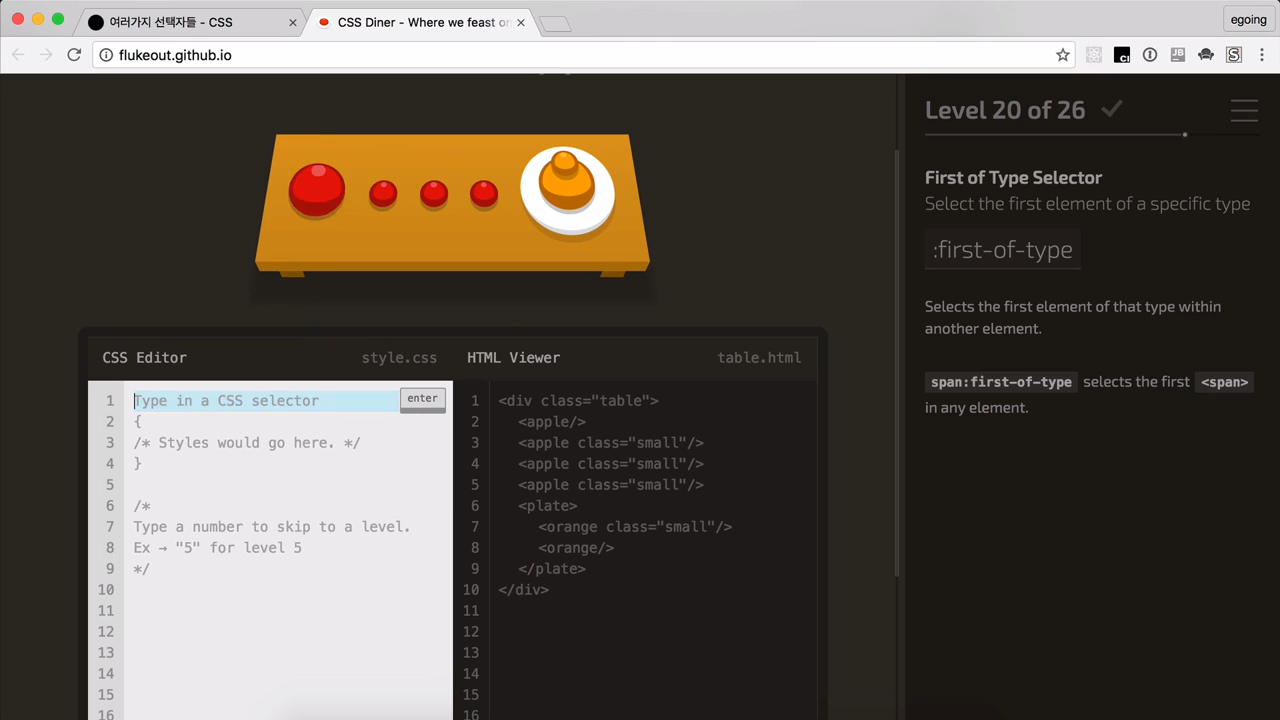 여러가지 선택자들 - CSS
CSS Diner - Where we feast on
egoing
flukeout.github.io
Level 20 of 26
First of Type Selector
Select the first element of a specific type
:first-of-type
Selects the first element of that type within
another element.
span:first-of-type selects the first <span>
in any element.
CSS Editor
style.css
1 Type in a CSS selector
enter
2 {
3 /* Styles would go here. */
4 }
5
6 /*
7 Type a number to skip to a level.
8 Ex → "5" for level 5
9 */
10
11
12
13
14
15
16
HTML Viewer
table.html
1 <div class="table">
2 <apple/>
3 <apple class="small"/>
4 <apple class="small"/>
5 <apple class="small"/>
6 <plate>
7 <orange class="small"/>
8 <orange/>
9 </plate>
10 </div>
11
12
13
14
15
16